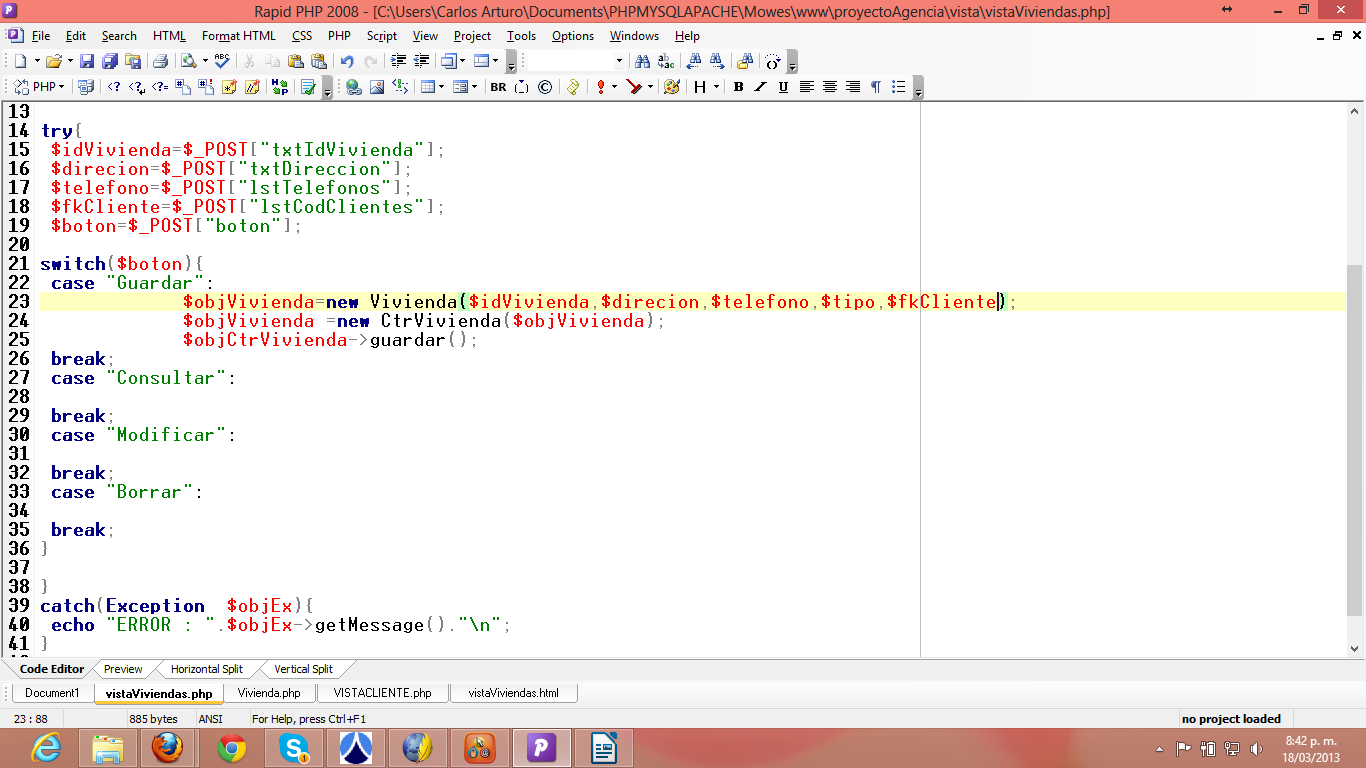 Rapid PHP 2008 - [C:\Users\Carlos Arturo\Documents\PHPMYSQLAPACHE\Mowes\www\proyectoAgencia\vista\vistaViviendas.php]
File Edit Search HTML Format HTML CSS PHP Script View Project Tools Options Windows Help
PHP BR H B I U
13
14 try{
15 $idVivienda=$_POST["txtIdVivienda"];
16 $direcion=$_POST["txtDireccion"];
17 $telefono=$_POST["lstTelefonos"];
18 $fkCliente=$_POST["lstCodClientes"];
19 $boton=$_POST["boton"];
20
21 switch($boton){
22 case "Guardar":
23 $objVivienda=new Vivienda($idVivienda,$direcion,$telefono,$tipo,$fkCliente);
24 $objVivienda =new CtrVivienda($objVivienda);
25 $objCtrVivienda->guardar();
26 break;
27 case "Consultar":
28
29 break;
30 case "Modificar":
31
32 break;
33 case "Borrar":
34
35 break;
36 }
37
38 }
39 catch(Exception  $objEx){
40 echo "ERROR : ".$objEx->getMessage()."\n";
41 }
Code Editor Preview Horizontal Split Vertical Split
Document1 vistaViviendas.php Vivienda.php VISTACLIENTE.php vistaViviendas.html
23 : 88 885 bytes ANSI For Help, press Ctrl+F1 no project loaded
8:42 p. m.
18/03/2013